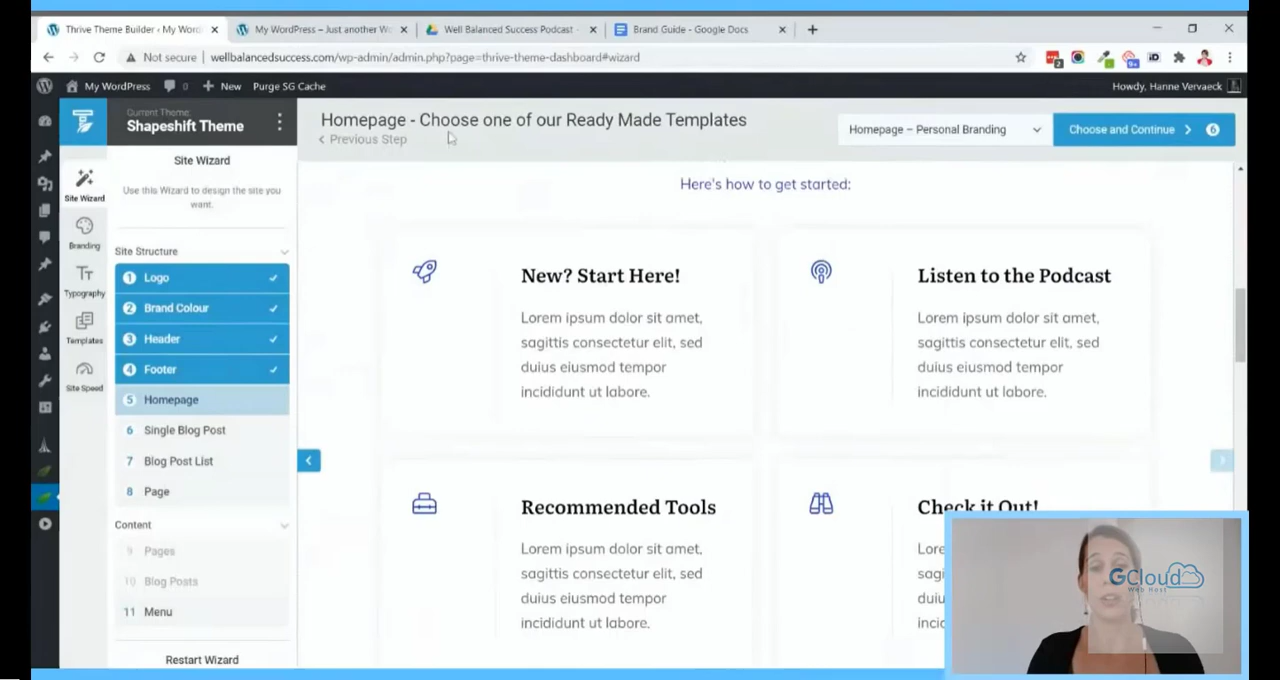 Thrive Theme Builder ‹ My Word
My WordPress – Just another Wo
Well Balanced Success Podcast -
Brand Guide - Google Docs
Not secure
wellbalancedsuccess.com/wp-admin/admin.php?page=thrive-theme-dashboard#wizard
My WordPress
0
New
Purge SG Cache
Howdy, Hanne Vervaeck
Current Theme:
Shapeshift Theme
Homepage - Choose one of our Ready Made Templates
Previous Step
Homepage – Personal Branding
Choose and Continue
6
Site Wizard
Branding
Typography
Templates
Site Speed
Site Wizard
Use this Wizard to design the site you
want.
Site Structure
1 Logo
2 Brand Colour
3 Header
4 Footer
5 Homepage
6 Single Blog Post
7 Blog Post List
8 Page
Content
9 Pages
10 Blog Posts
11 Menu
Restart Wizard
Here's how to get started:
New? Start Here!
Lorem ipsum dolor sit amet,
sagittis consectetur elit, sed
duius eiusmod tempor
incididunt ut labore.
Listen to the Podcast
Lorem ipsum dolor sit amet,
sagittis consectetur elit, sed
duius eiusmod tempor
incididunt ut labore.
Recommended Tools
Lorem ipsum dolor sit amet,
sagittis consectetur elit, sed
duius eiusmod tempor
incididunt ut labore.
Check it Out!
Lore
sagi
duiu
incid
GCloud
Web Host